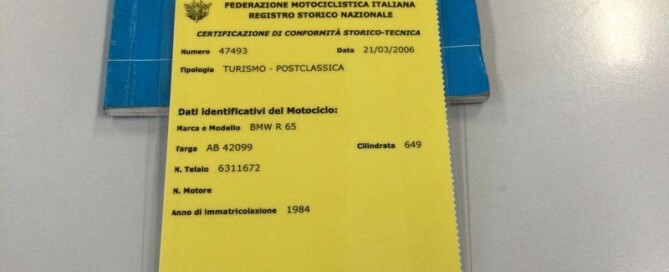 FEDERAZIONE MOTOCICLISTICA ITALIANA
REGISTRO STORICO NAZIONALE
CERTIFICAZIONE DI CONFORMITÀ STORICO-TECNICA
Numero 47493 Data 21/03/2006
Tipologia TURISMO - POSTCLASSICA
Dati identificativi del Motociclo:
Marca e Modello BMW R 65
Targa AB 42099 Cilindrata 649
N. Telaio 6311672
N. Motore
Anno di immatricolazione 1984